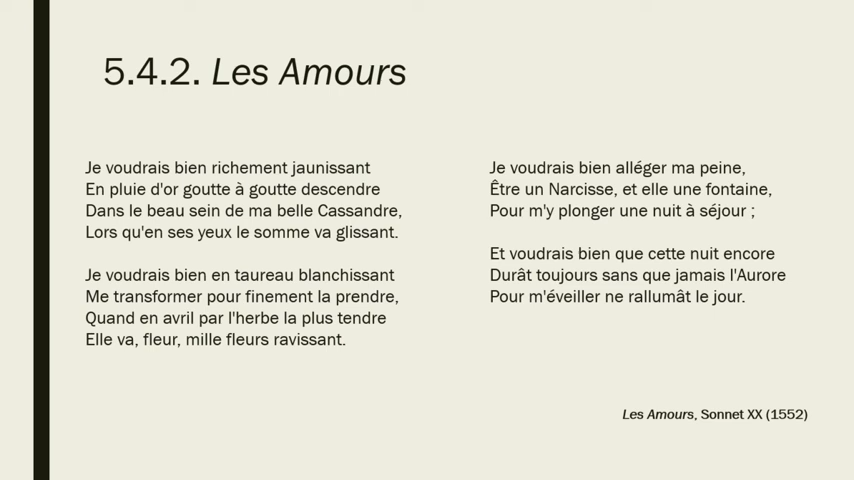 5.4.2. Les Amours
Je voudrais bien richement jaunissant
En pluie d'or goutte à goutte descendre
Dans le beau sein de ma belle Cassandre,
Lors qu'en ses yeux le somme va glissant.
Je voudrais bien en taureau blanchissant
Me transformer pour finement la prendre,
Quand en avril par l'herbe la plus tendre
Elle va, fleur, mille fleurs ravissant.
Je voudrais bien alléger ma peine,
Être un Narcisse, et elle une fontaine,
Pour m'y plonger une nuit à séjour ;
Et voudrais bien que cette nuit encore
Durât toujours sans que jamais l'Aurore
Pour m'éveiller ne rallumât le jour.
Les Amours, Sonnet XX (1552)